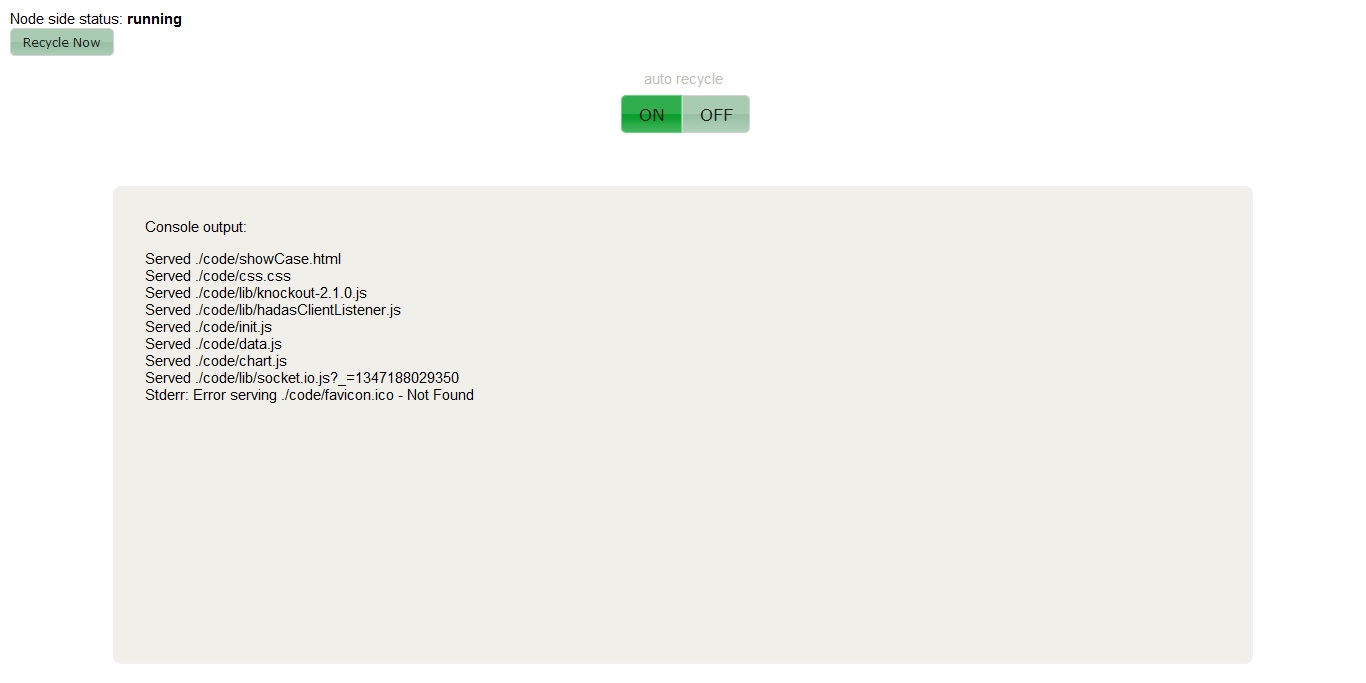 Node side status: running
Recycle Now
auto recycle
ON OFF
Console output:
Served ./code/showCase.html
Served ./code/css.css
Served ./code/lib/knockout-2.1.0.js
Served ./code/lib/hadasClientListener.js
Served ./code/init.js
Served ./code/data.js
Served ./code/chart.js
Served ./code/lib/socket.io.js?_=1347188029350
Stderr: Error serving ./code/favicon.ico - Not Found